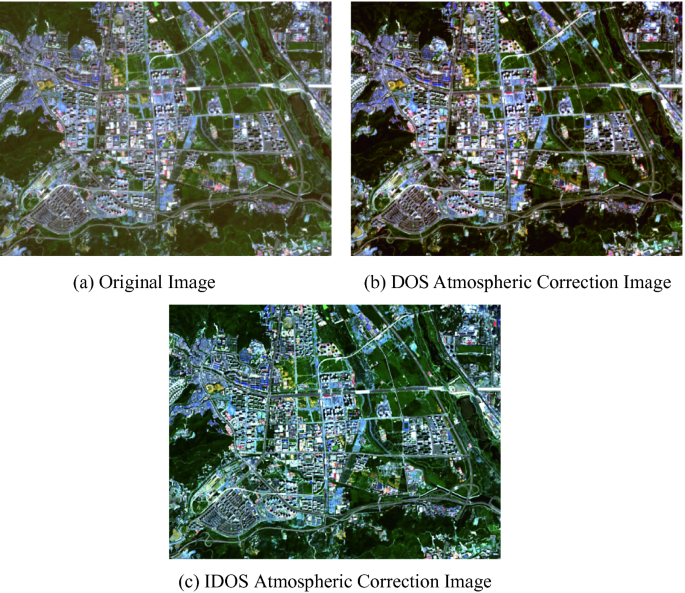 (a) Original Image
(b) DOS Atmospheric Correction Image
(c) IDOS Atmospheric Correction Image